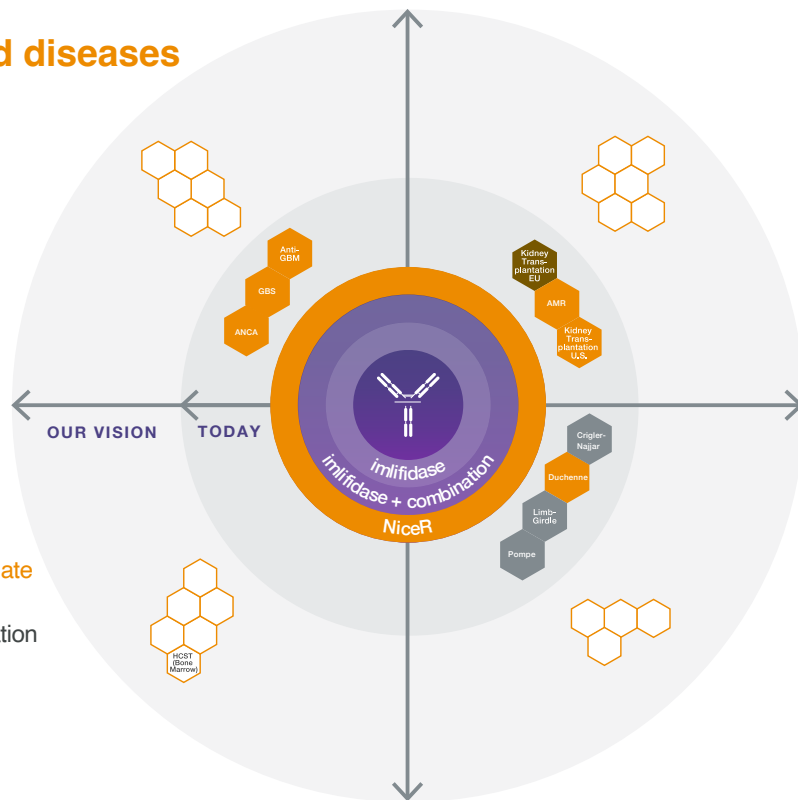 d diseases
Anti-
GBM
GBS
ANCA
Kidney
Trans-
plantation
EU
AMR
Kidney
Trans-
plantation
U.S.
OUR VISION
TODAY
imlifidase
imlifidase + combination
NiceR
Crigler-
Najjar
Duchenne
Limb-
Girdle
Pompe
ate
tion
HCST
(Bone
Marrow)